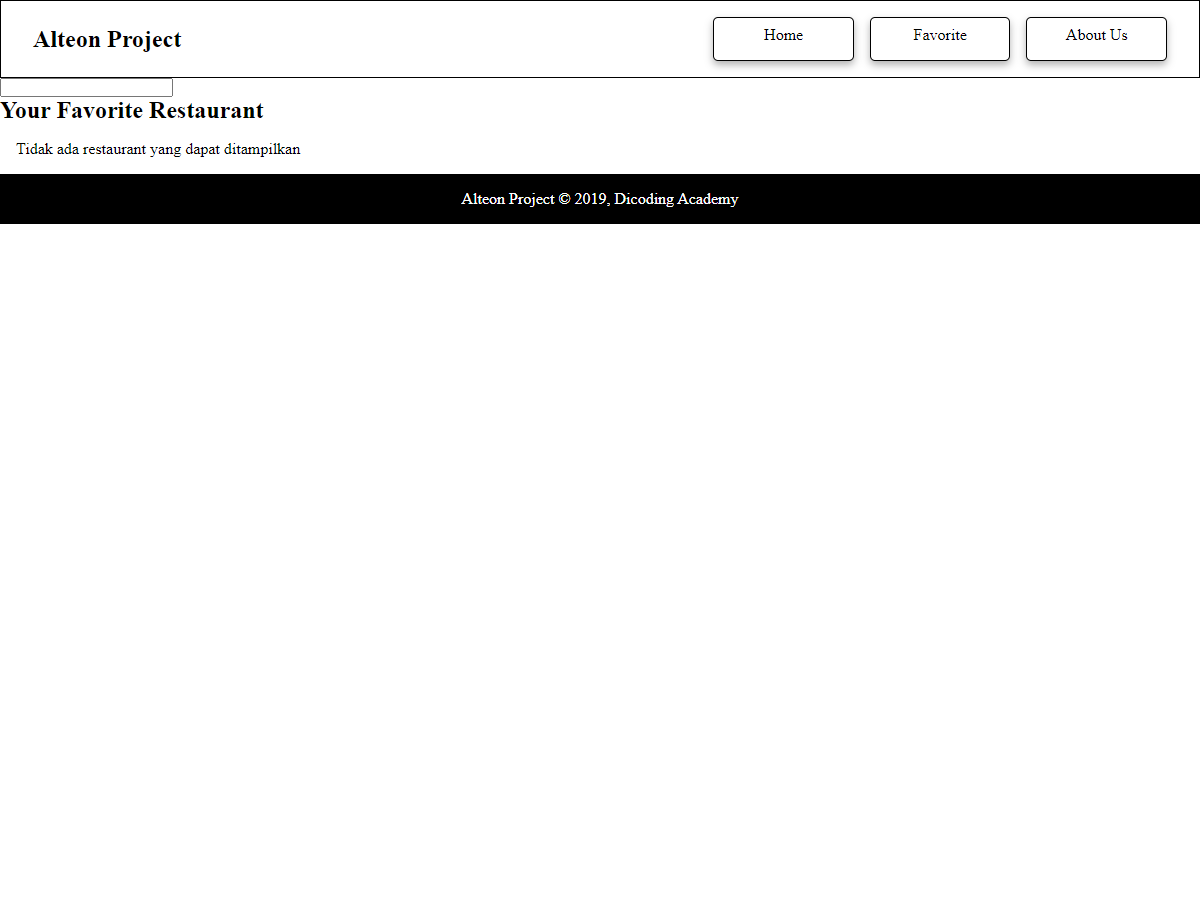 Alteon Project
Home
Favorite
About Us
Your Favorite Restaurant
Tidak ada restaurant yang dapat ditampilkan
Alteon Project © 2019, Dicoding Academy